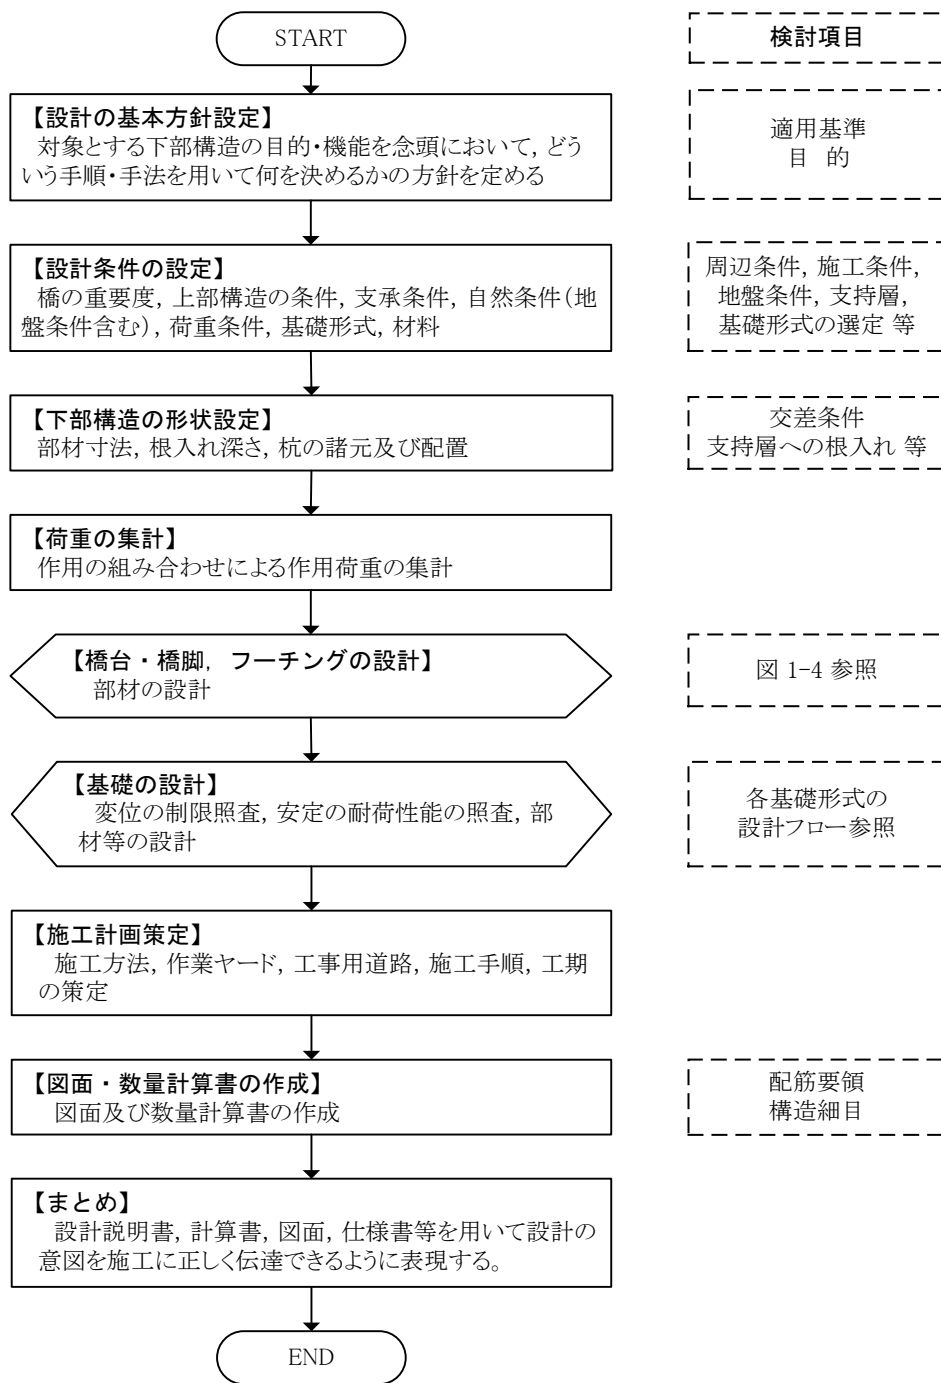 START
検討項目
【設計の基本方針設定】
対象とする下部構造の目的・機能を念頭において, どう
いう手順・手法を用いて何を決めるかの方針を定める
適用基準
目 的
【設計条件の設定】
橋の重要度, 上部構造の条件, 支承条件, 自然条件(地
盤条件含む), 荷重条件, 基礎形式, 材料
周辺条件, 施工条件,
地盤条件, 支持層,
基礎形式の選定 等
【下部構造の形状設定】
部材寸法, 根入れ深さ, 杭の諸元及び配置
交差条件
支持層への根入れ 等
【荷重の集計】
作用の組み合わせによる作用荷重の集計
【橋台・橋脚, フーチングの設計】
部材の設計
図 1-4 参照
【基礎の設計】
変位の制限照査, 安定の耐荷性能の照査, 部
材等の設計
各基礎形式の
設計フロー参照
【施工計画策定】
施工方法, 作業ヤード, 工事用道路, 施工手順, 工期
の策定
【図面・数量計算書の作成】
図面及び数量計算書の作成
配筋要領
構造細目
【まとめ】
設計説明書, 計算書, 図面, 仕様書等を用いて設計の
意図を施工に正しく伝達できるように表現する。
END